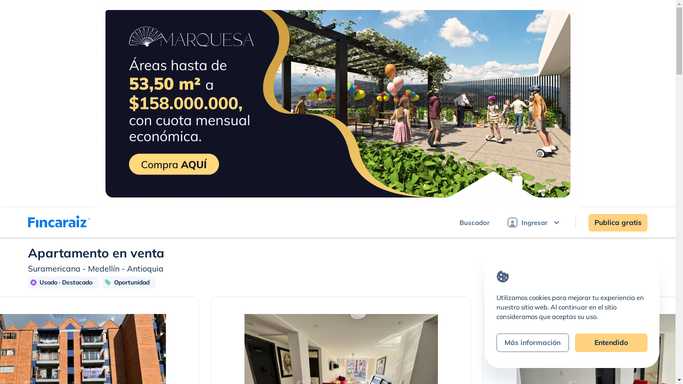 MARQUESA
Áreas hasta de
53,50 m² a
$158.000.000,
con cuota mensual
económica.
Compra AQUÍ
Fincaraiz
Buscador
Ingresar
Publica gratis
Apartamento en venta
Suramericana - Medellín - Antioquia
Usado · Destacado
Oportunidad
Utilizamos cookies para mejorar tu experiencia en
nuestro sitio web. Al continuar en el sitio
consideramos que aceptas su uso.
Más información
Entendido